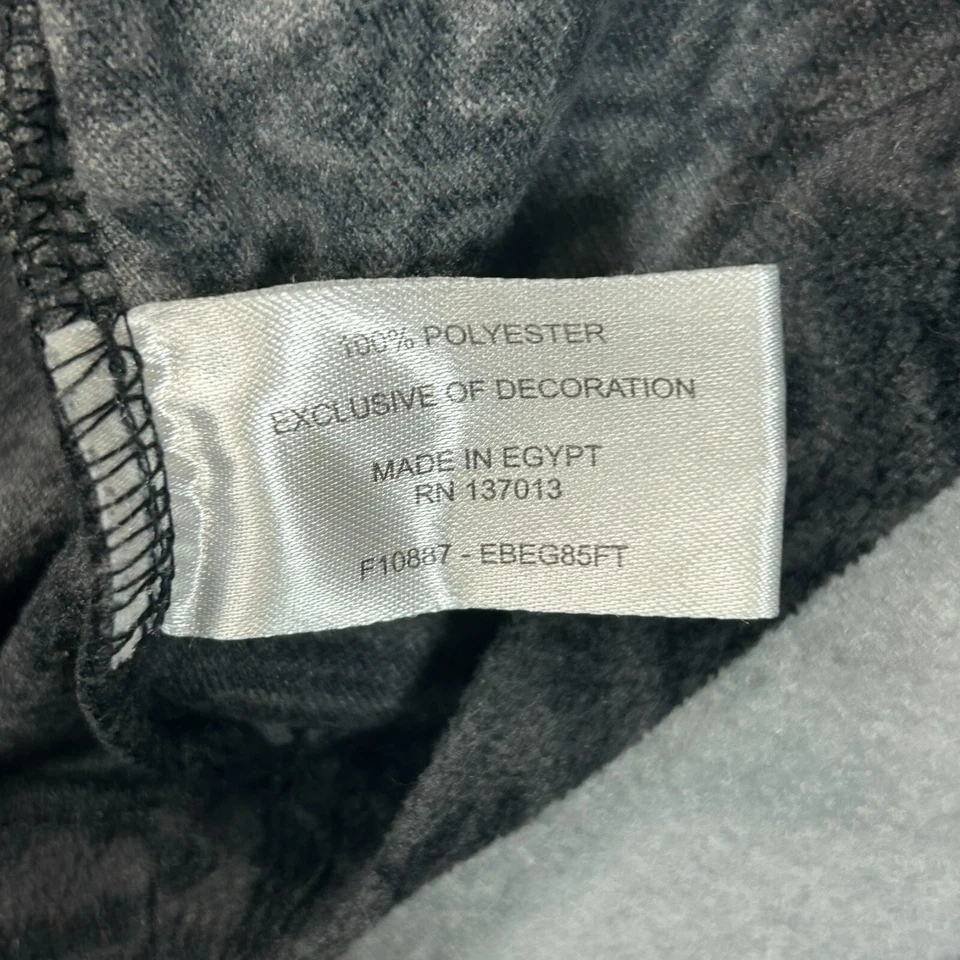 100% POLYESTER
EXCLUSIVE OF DECORATION
MADE IN EGYPT
RN 137013
F10887 - EBEG85FT